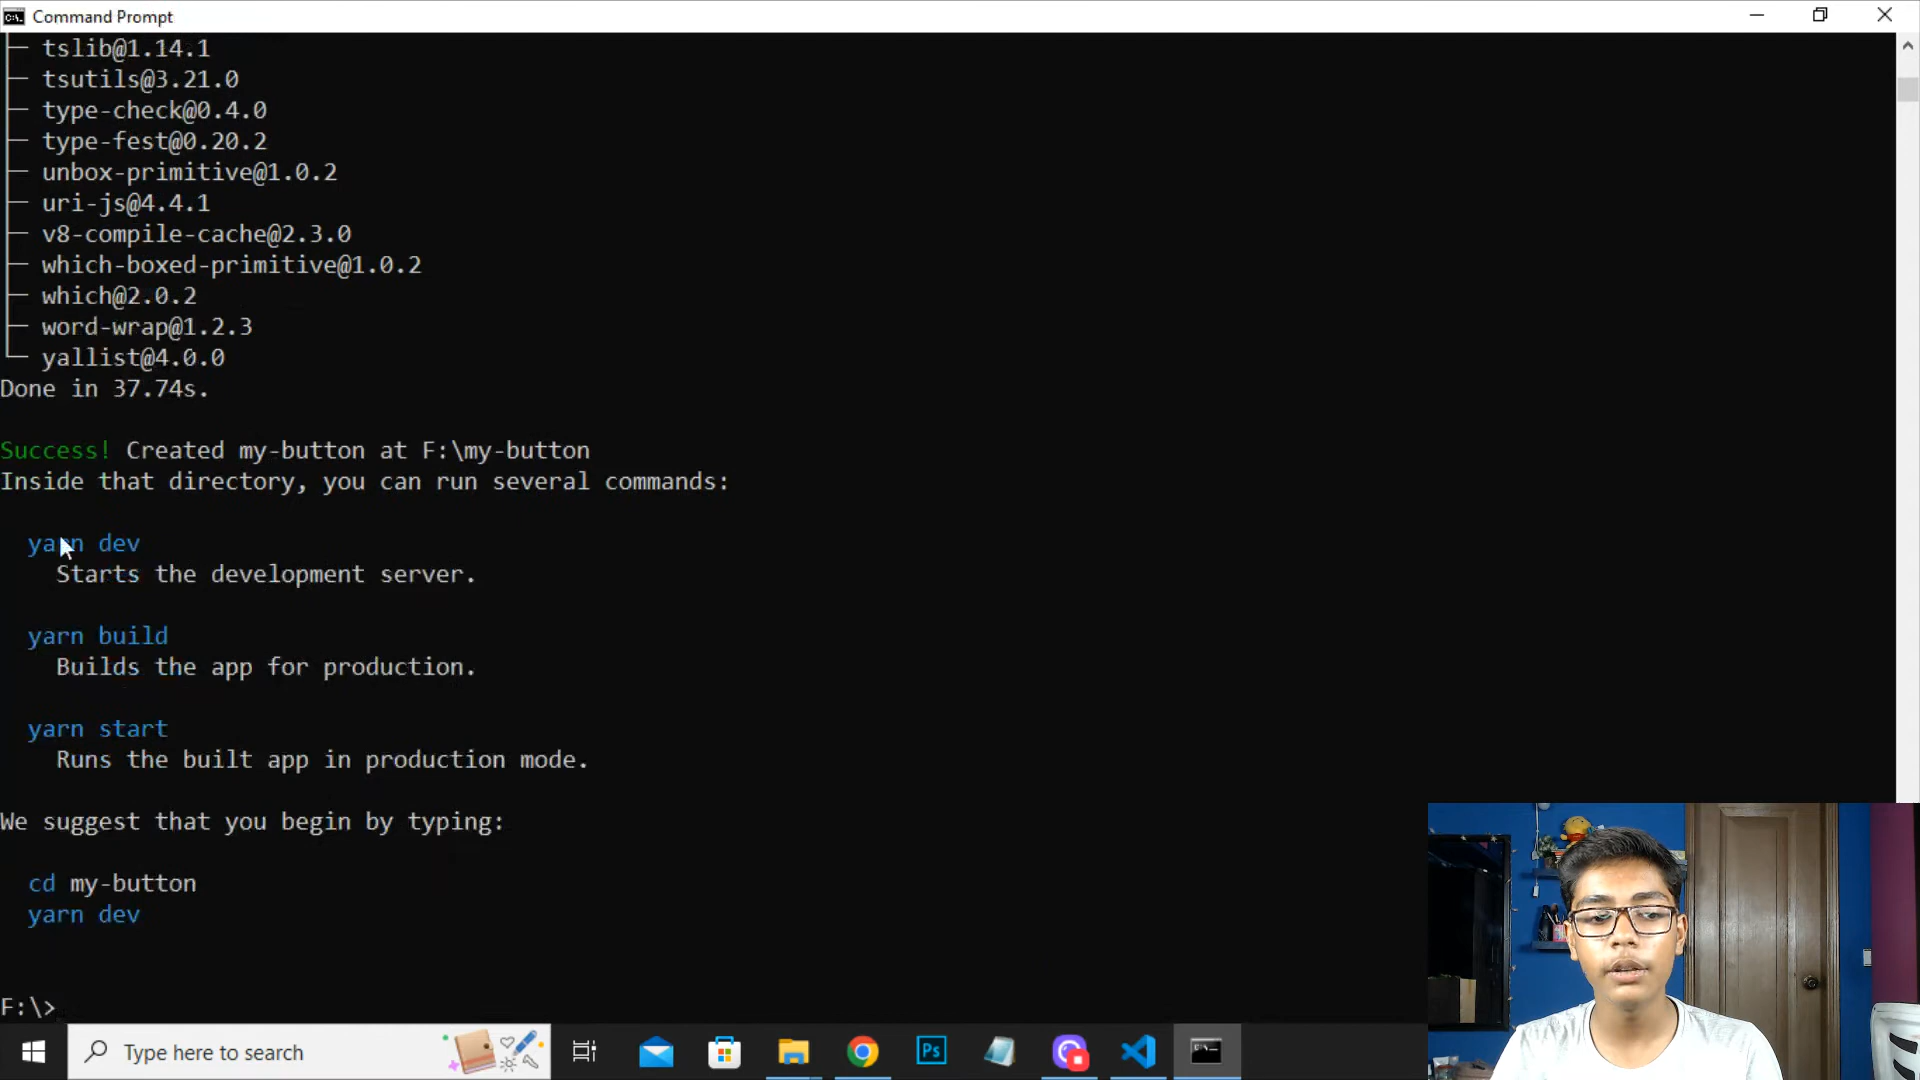 Command Prompt
├─ tslib@1.14.1
├─ tsutils@3.21.0
├─ type-check@0.4.0
├─ type-fest@0.20.2
├─ unbox-primitive@1.0.2
├─ uri-js@4.4.1
├─ v8-compile-cache@2.3.0
├─ which-boxed-primitive@1.0.2
├─ which@2.0.2
├─ word-wrap@1.2.3
└─ yallist@4.0.0
Done in 37.74s.
Success! Created my-button at F:\my-button
Inside that directory, you can run several commands:
yarn dev
Starts the development server.
yarn build
Builds the app for production.
yarn start
Runs the built app in production mode.
We suggest that you begin by typing:
cd my-button
yarn dev
F:\>
Type here to search
Ps